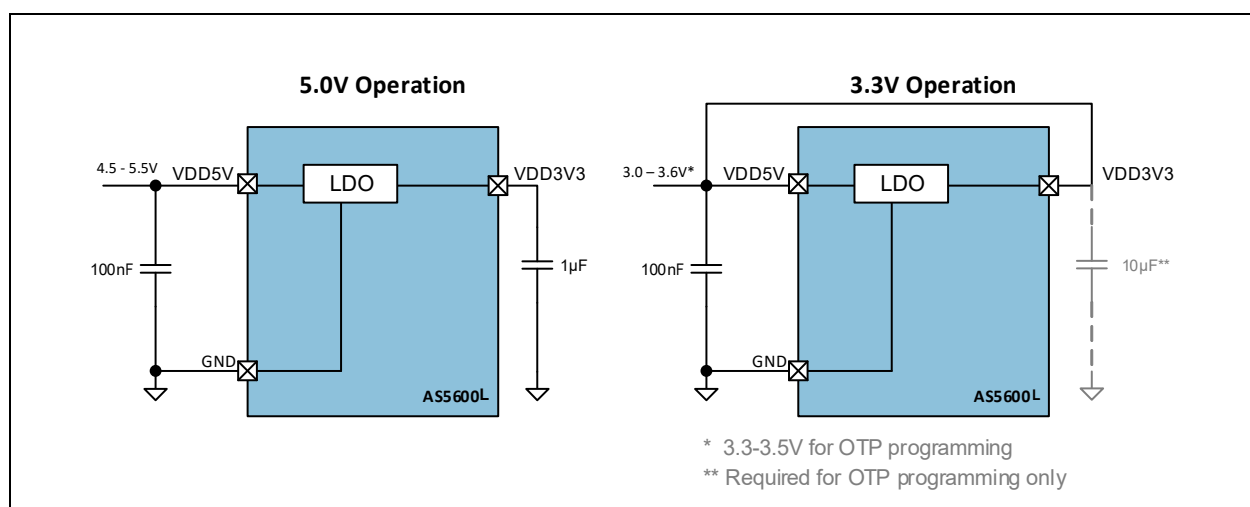 5.0V Operation
4.5 - 5.5V
VDD5V
LDO
VDD3V3
100nF
1µF
GND
AS5600L
3.3V Operation
3.0 – 3.6V*
VDD5V
LDO
VDD3V3
100nF
10µF**
GND
AS5600L
* 3.3-3.5V for OTP programming
** Required for OTP programming only